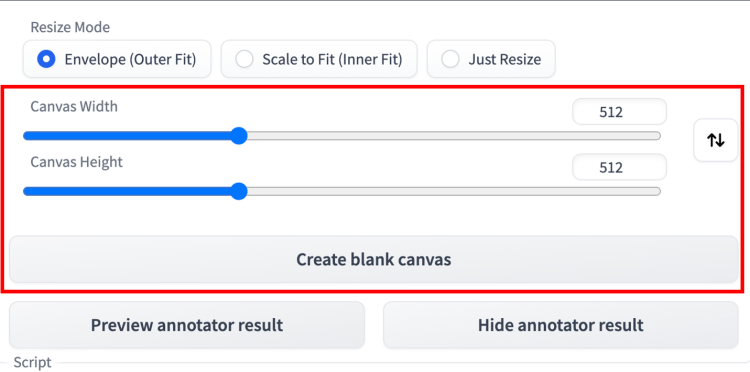 Resize Mode
Envelope (Outer Fit) Scale to Fit (Inner Fit) Just Resize
Canvas Width 512
Canvas Height 512
Create blank canvas
Preview annotator result Hide annotator result
Script